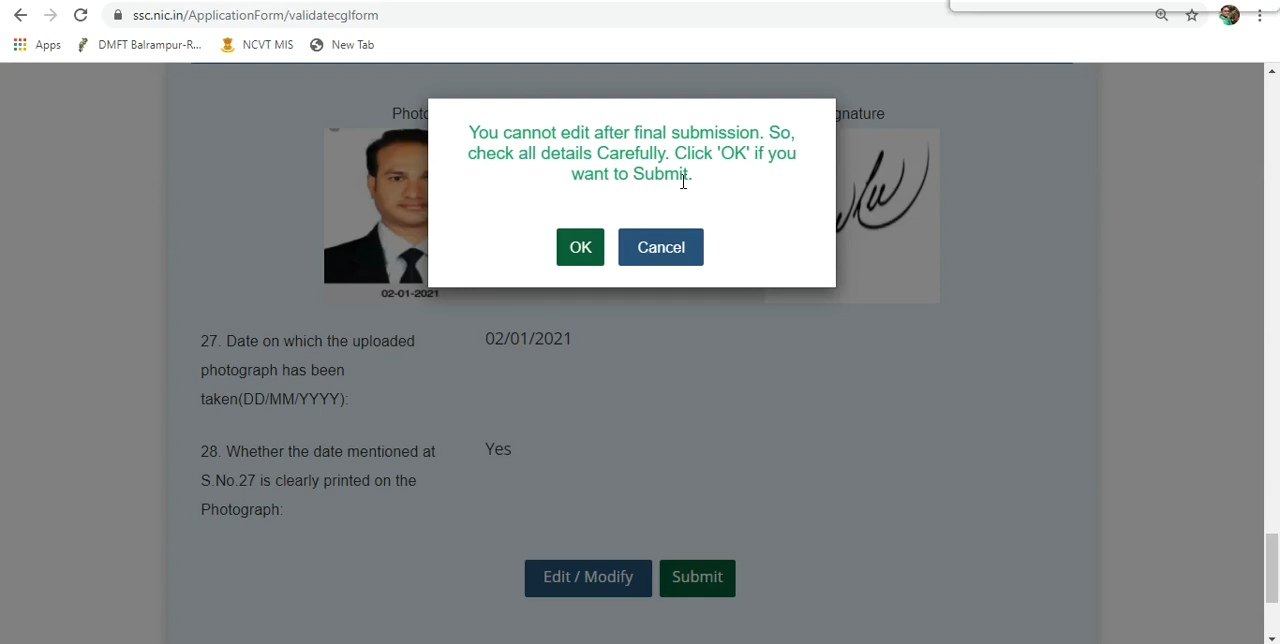 ssc.nic.in/ApplicationForm/validatecglform
Apps DMFT Balrampur-R... NCVT MIS New Tab
Photo
gnature
You cannot edit after final submission. So,
check all details Carefully. Click 'OK' if you
want to Submit.
OK Cancel
02-01-2021
27. Date on which the uploaded
photograph has been
taken(DD/MM/YYYY):
02/01/2021
28. Whether the date mentioned at
S.No.27 is clearly printed on the
Photograph:
Yes
Edit / Modify Submit